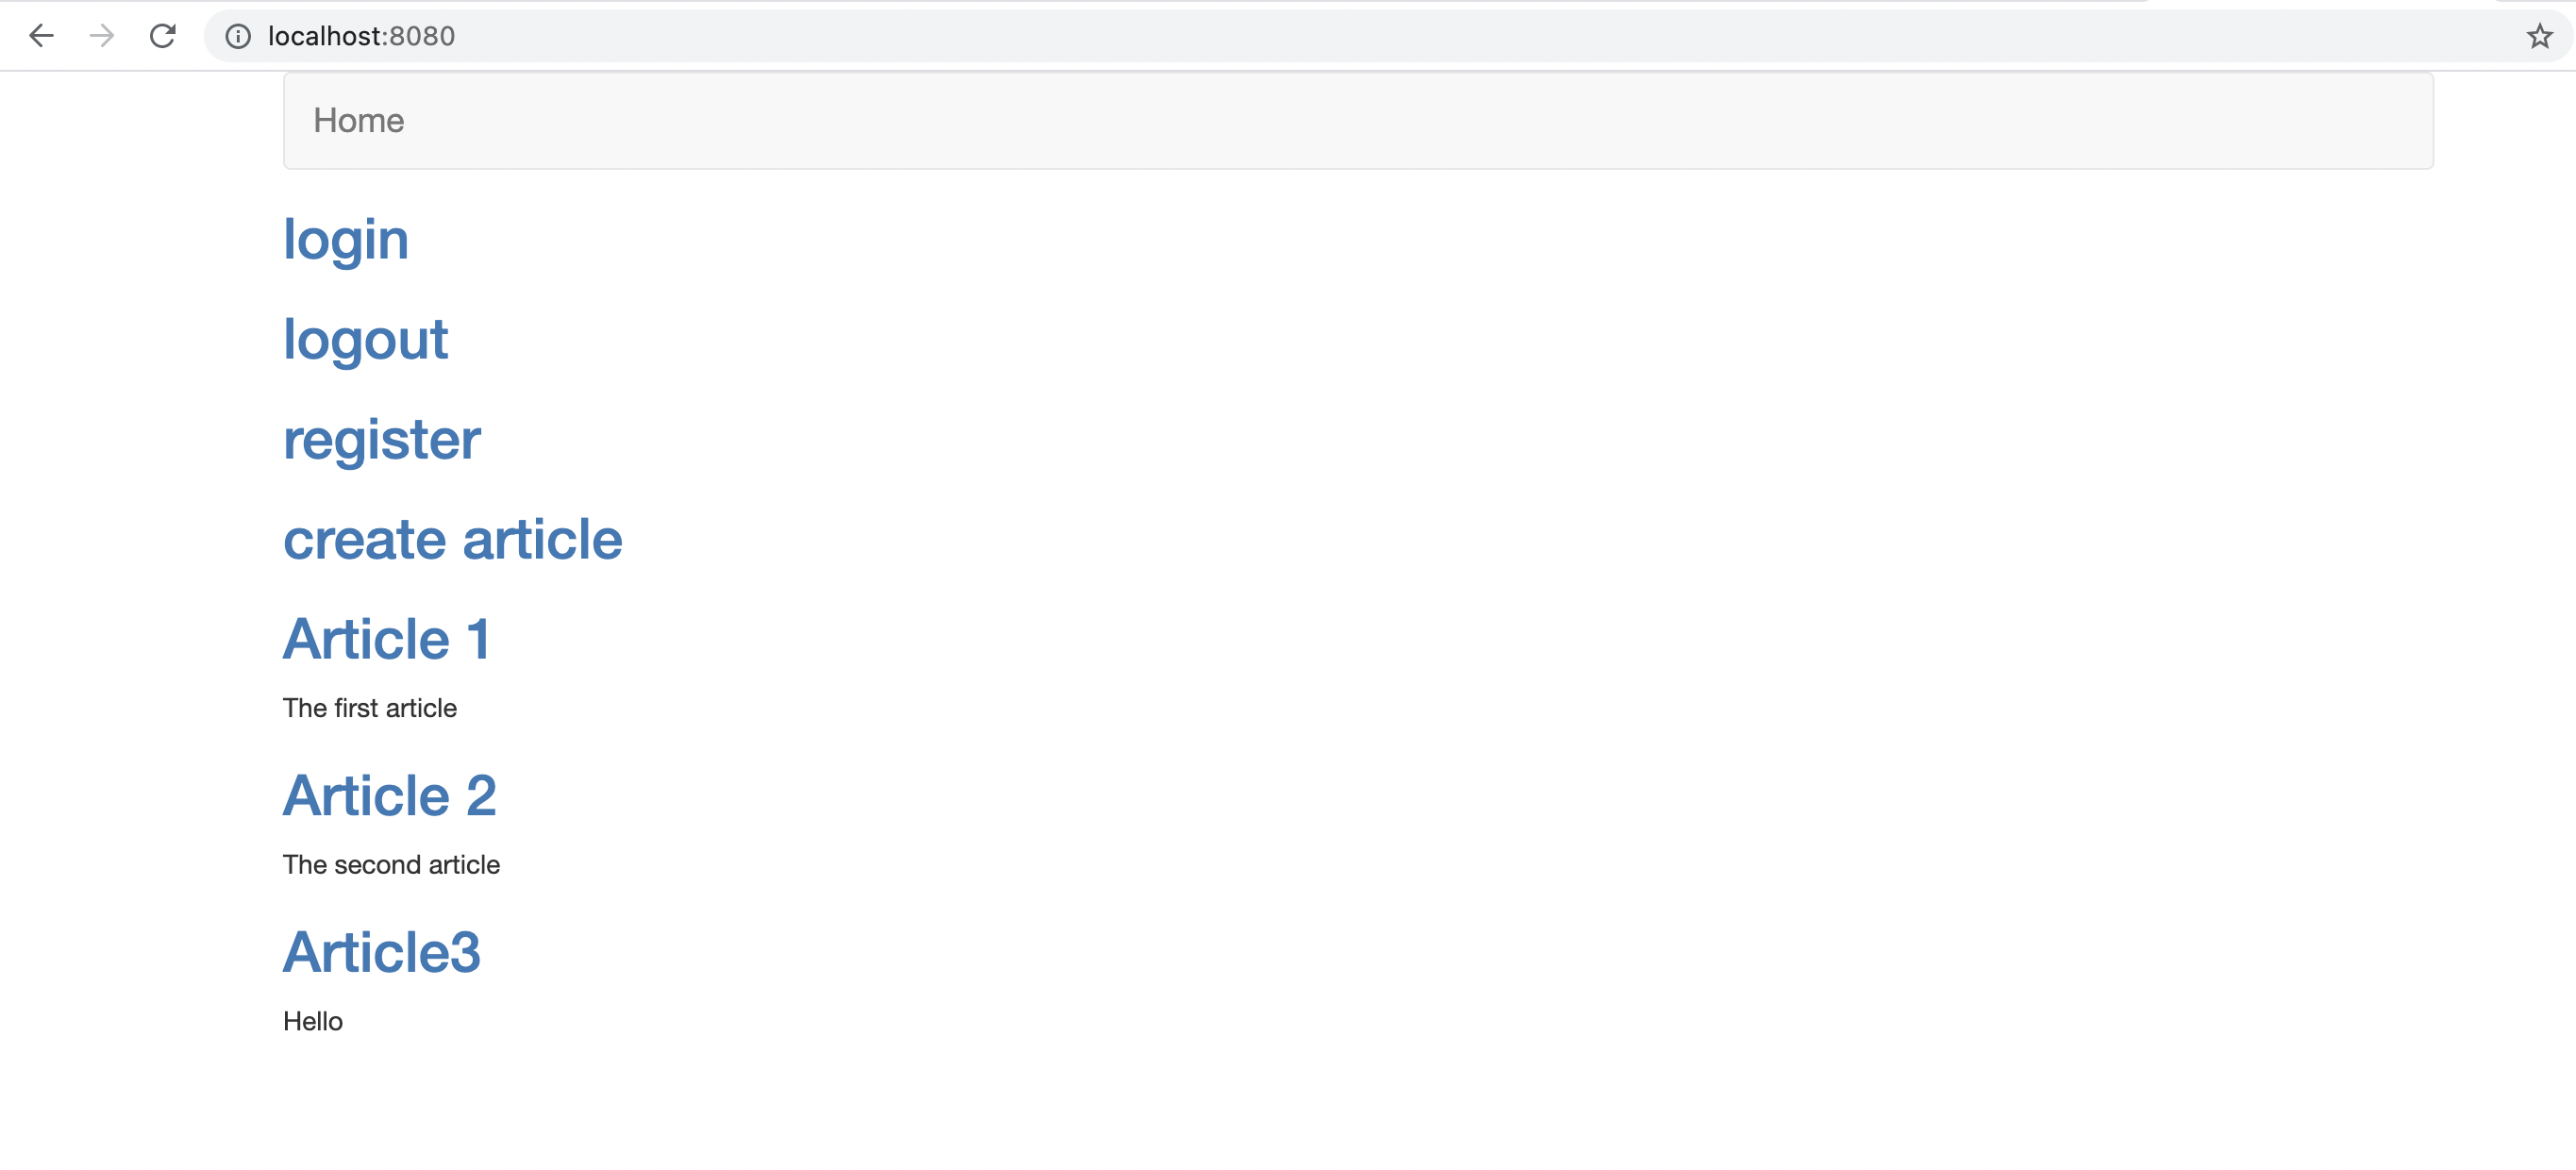 localhost:8080
Home
login
logout
register
create article
Article 1
The first article
Article 2
The second article
Article3
Hello